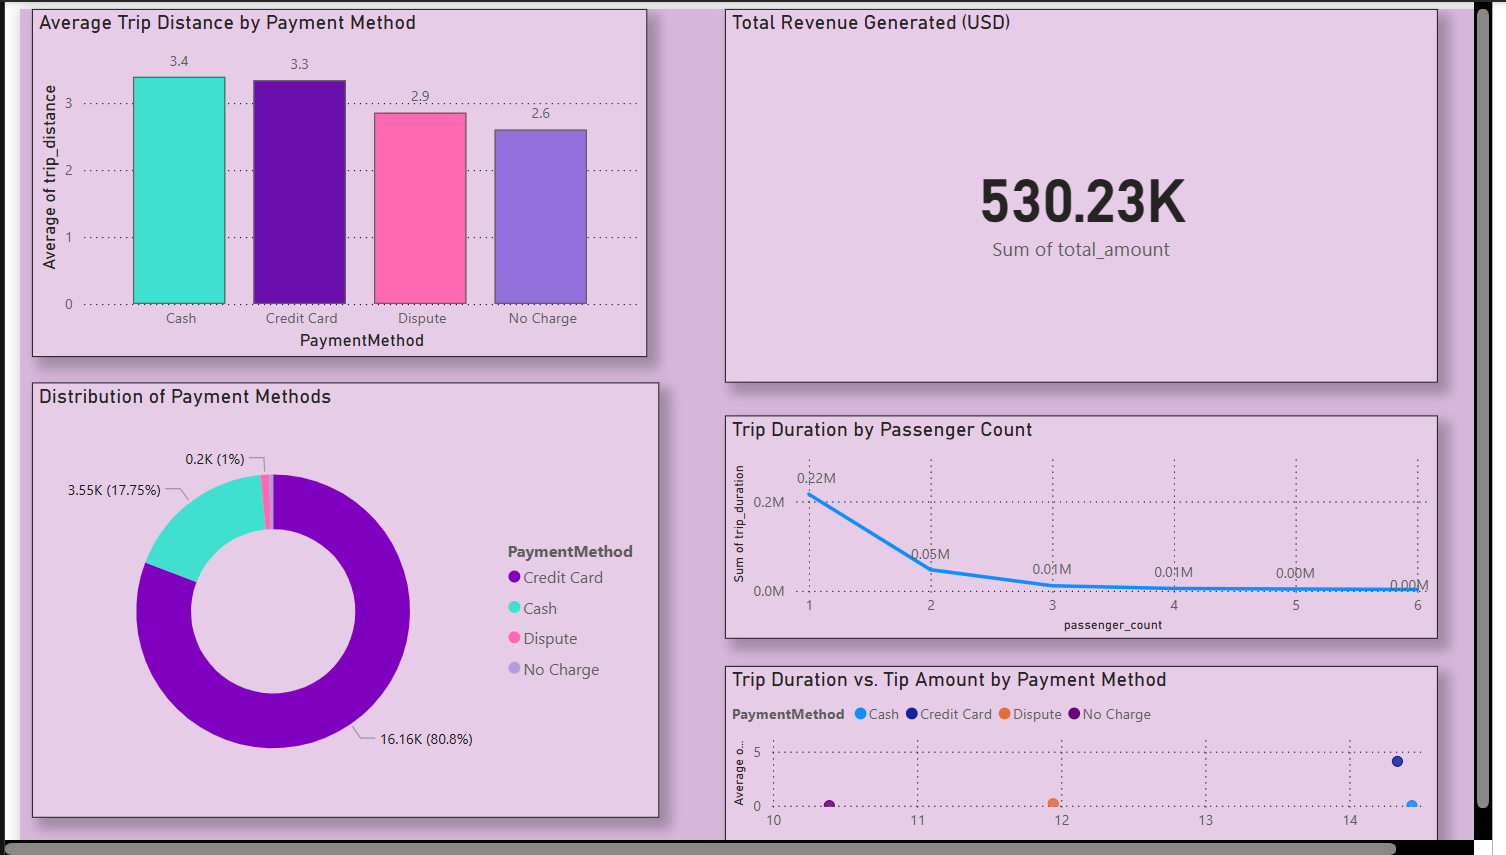 Average Trip Distance by Payment Method
Average of trip_distance
3
2
1
0
3.4
3.3
2.9
2.6
Cash
Credit Card
Dispute
No Charge
PaymentMethod
Total Revenue Generated (USD)
530.23K
Sum of total_amount
Distribution of Payment Methods
0.2K (1%)
3.55K (17.75%)
16.16K (80.8%)
PaymentMethod
Credit Card
Cash
Dispute
No Charge
Trip Duration by Passenger Count
Sum of trip_duration
0.2M
0.0M
0.22M
0.05M
0.01M
0.01M
0.00M
0.00M
1 2 3 4 5 6
passenger_count
Trip Duration vs. Tip Amount by Payment Method
PaymentMethod Cash Credit Card Dispute No Charge
Average o...
5
0
10 11 12 13 14